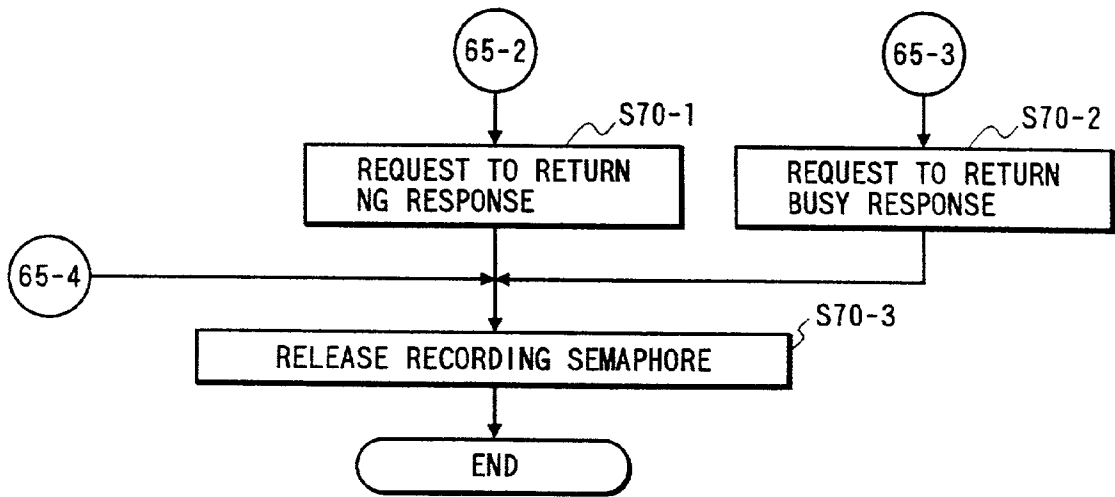 65-2
65-3
S70-1
S70-2
REQUEST TO RETURN
NG RESPONSE
REQUEST TO RETURN
BUSY RESPONSE
65-4
S70-3
RELEASE RECORDING SEMAPHORE
END